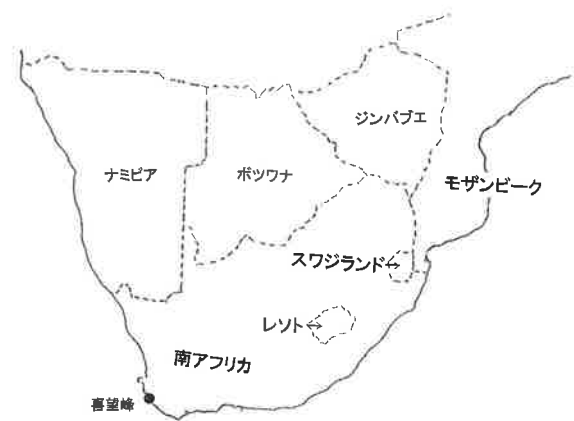 ジンバブエ
ナミビア
ボツワナ
モザンビーク
スワジランド→
レソト→
南アフリカ
喜望峰